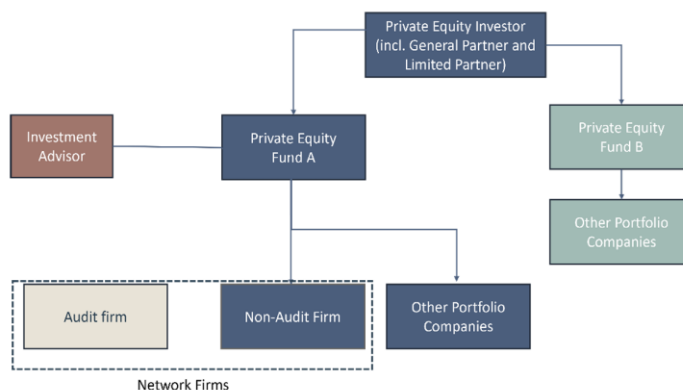 Private Equity Investor
(incl. General Partner and
Limited Partner)
Investment
Advisor
Private Equity
Fund A
Private Equity
Fund B
Other Portfolio
Companies
Audit firm
Non-Audit Firm
Other Portfolio
Companies
Network Firms